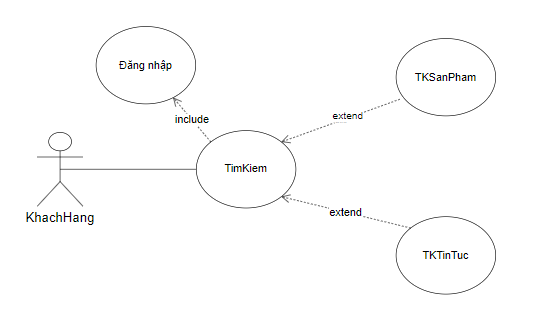 Đăng nhập
TKSanPham
extend
include
TimKiem
extend
KhachHang
TKTinTuc